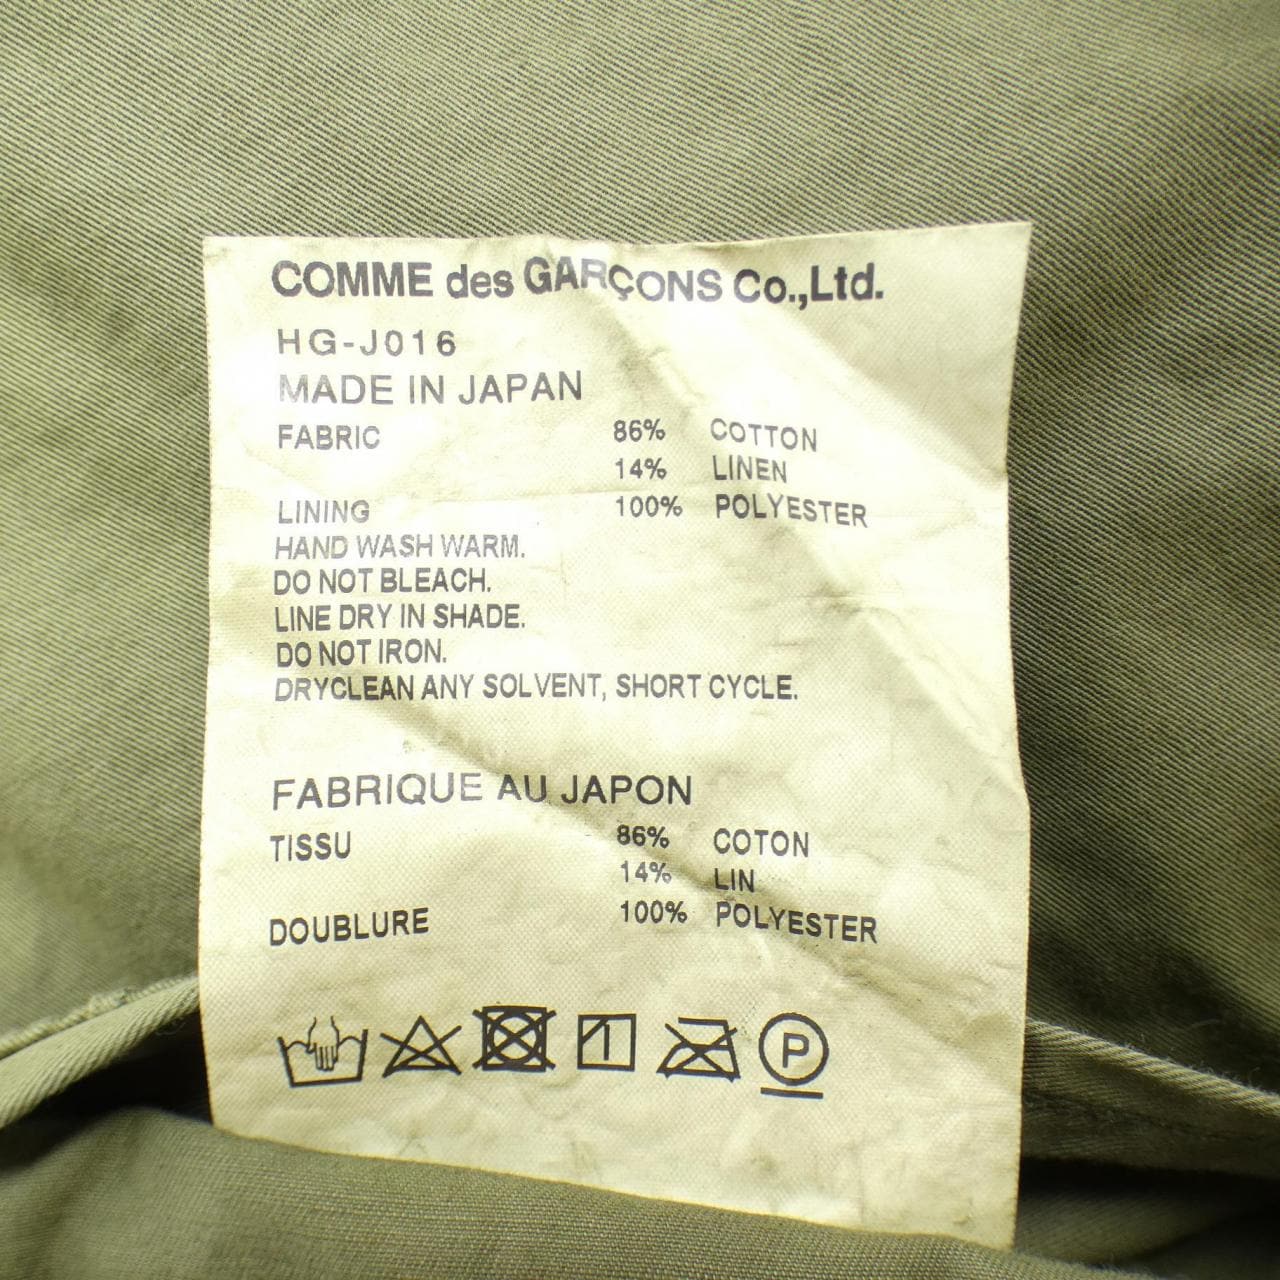 COMME des GARÇONS Co.,Ltd.
HG-J016
MADE IN JAPAN
FABRIC 86% COTTON
14% LINEN
LINING 100% POLYESTER
HAND WASH WARM.
DO NOT BLEACH.
LINE DRY IN SHADE.
DO NOT IRON.
DRYCLEAN ANY SOLVENT, SHORT CYCLE.
FABRIQUE AU JAPON
TISSU 86% COTON
14% LIN
DOUBLURE 100% POLYESTER
P